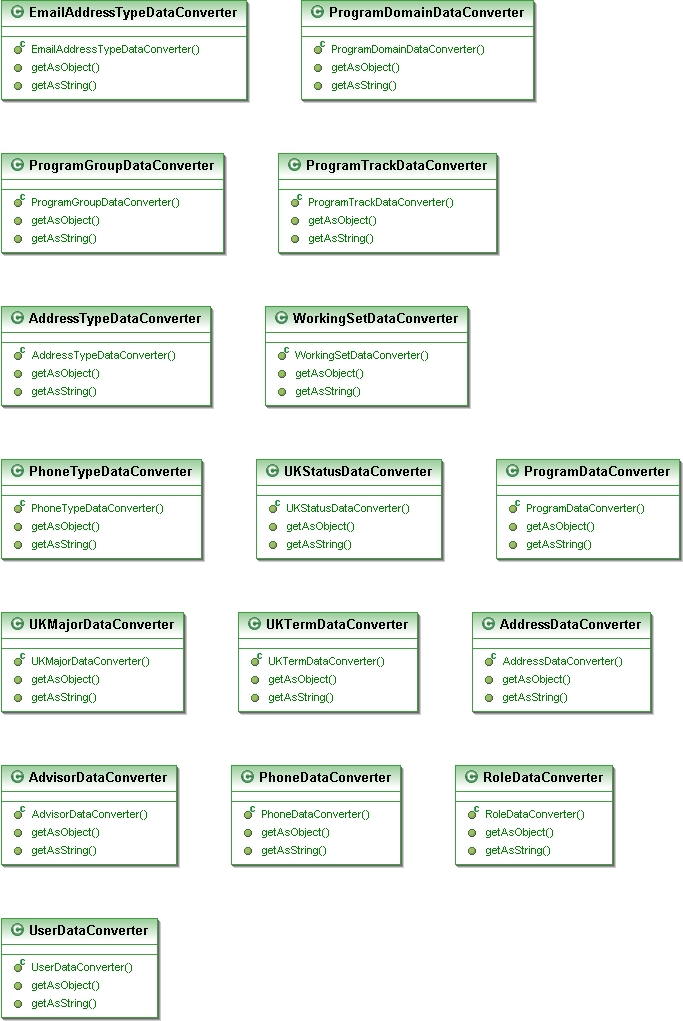 EmailAddressTypeDataConverter
EmailAddressTypeDataConverter()
getAsObject()
getAsString()
ProgramDomainDataConverter
ProgramDomainDataConverter()
getAsObject()
getAsString()
ProgramGroupDataConverter
ProgramGroupDataConverter()
getAsObject()
getAsString()
ProgramTrackDataConverter
ProgramTrackDataConverter()
getAsObject()
getAsString()
AddressTypeDataConverter
AddressTypeDataConverter()
getAsObject()
getAsString()
WorkingSetDataConverter
WorkingSetDataConverter()
getAsObject()
getAsString()
PhoneTypeDataConverter
PhoneTypeDataConverter()
getAsObject()
getAsString()
UKStatusDataConverter
UKStatusDataConverter()
getAsObject()
getAsString()
ProgramDataConverter
ProgramDataConverter()
getAsObject()
getAsString()
UKMajorDataConverter
UKMajorDataConverter()
getAsObject()
getAsString()
UKTermDataConverter
UKTermDataConverter()
getAsObject()
getAsString()
AddressDataConverter
AddressDataConverter()
getAsObject()
getAsString()
AdvisorDataConverter
AdvisorDataConverter()
getAsObject()
getAsString()
PhoneDataConverter
PhoneDataConverter()
getAsObject()
getAsString()
RoleDataConverter
RoleDataConverter()
getAsObject()
getAsString()
UserDataConverter
UserDataConverter()
getAsObject()
getAsString()